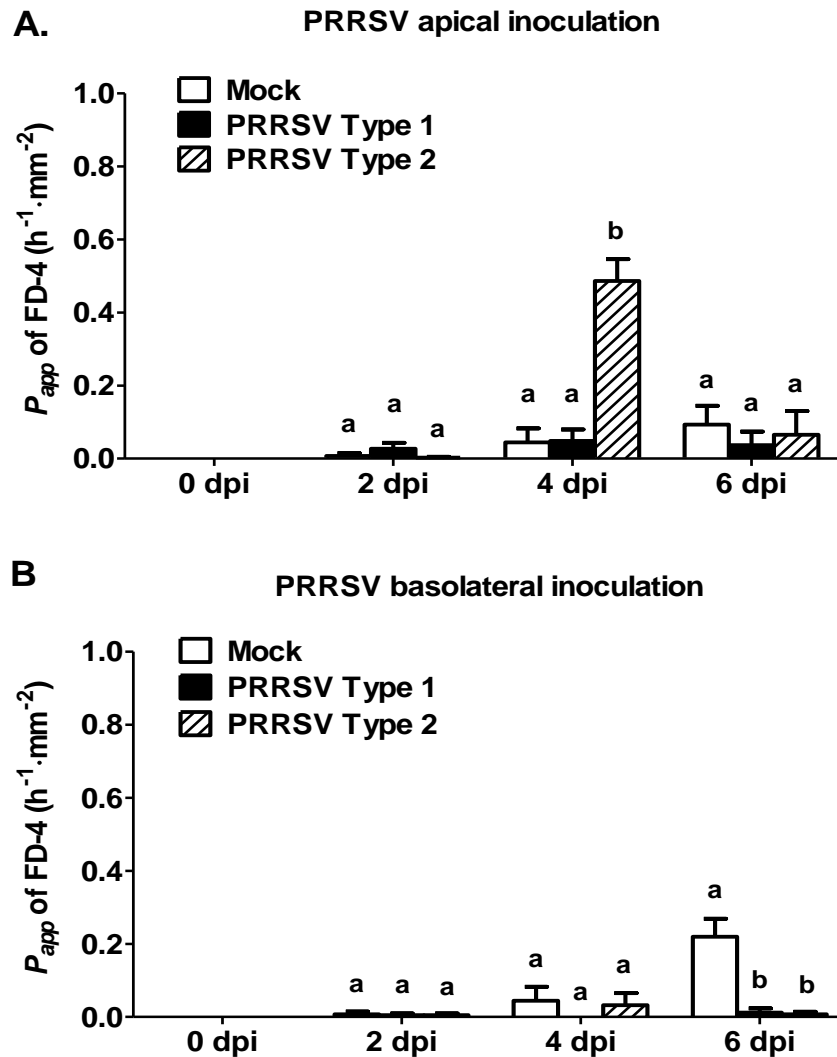 A.
PRRSV apical inoculation
Mock
PRRSV Type 1
PRRSV Type 2
P_app of FD-4 (h⁻¹·mm⁻²)
1.0
0.8
0.6
0.4
0.2
0.0
a a a
a a b
a a a
0 dpi 2 dpi 4 dpi 6 dpi
B
PRRSV basolateral inoculation
Mock
PRRSV Type 1
PRRSV Type 2
P_app of FD-4 (h⁻¹·mm⁻²)
1.0
0.8
0.6
0.4
0.2
0.0
a a a
a a a
a b b
0 dpi 2 dpi 4 dpi 6 dpi